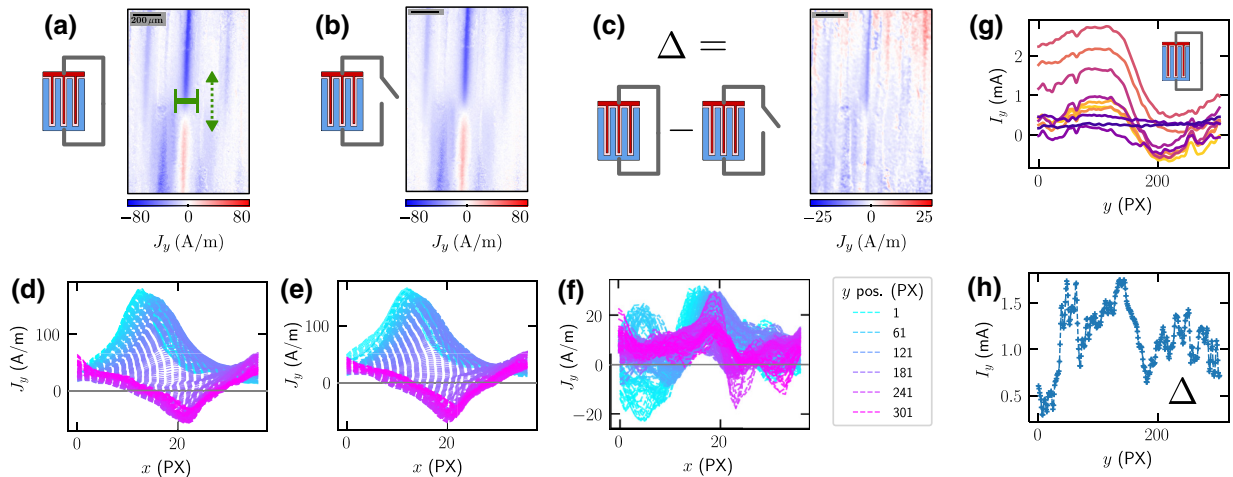 (a)
200 μm
−80 0 80
J_y (A/m)
(b)
−80 0 80
J_y (A/m)
(c)
Δ =
−
−25 0 25
J_y (A/m)
(g)
2
1
0
I_y (mA)
0 200
y (PX)
(d)
100
0
J_y (A/m)
0 20
x (PX)
(e)
100
0
J_y (A/m)
0 20
x (PX)
(f)
20
0
−20
J_y (A/m)
0 20
x (PX)
y pos. (PX)
1
61
121
181
241
301
(h)
1.5
1.0
0.5
I_y (mA)
Δ
0 200
y (PX)